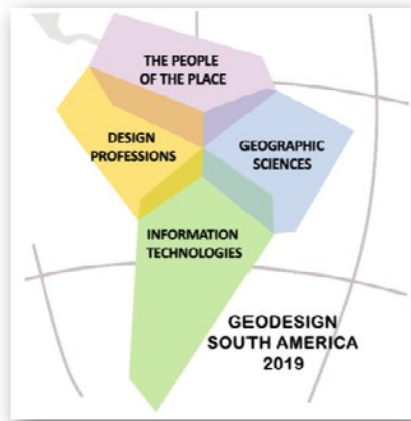 THE PEOPLE
OF THE PLACE
DESIGN
PROFESSIONS
GEOGRAPHIC
SCIENCES
INFORMATION
TECHNOLOGIES
GEODESIGN
SOUTH AMERICA
2019